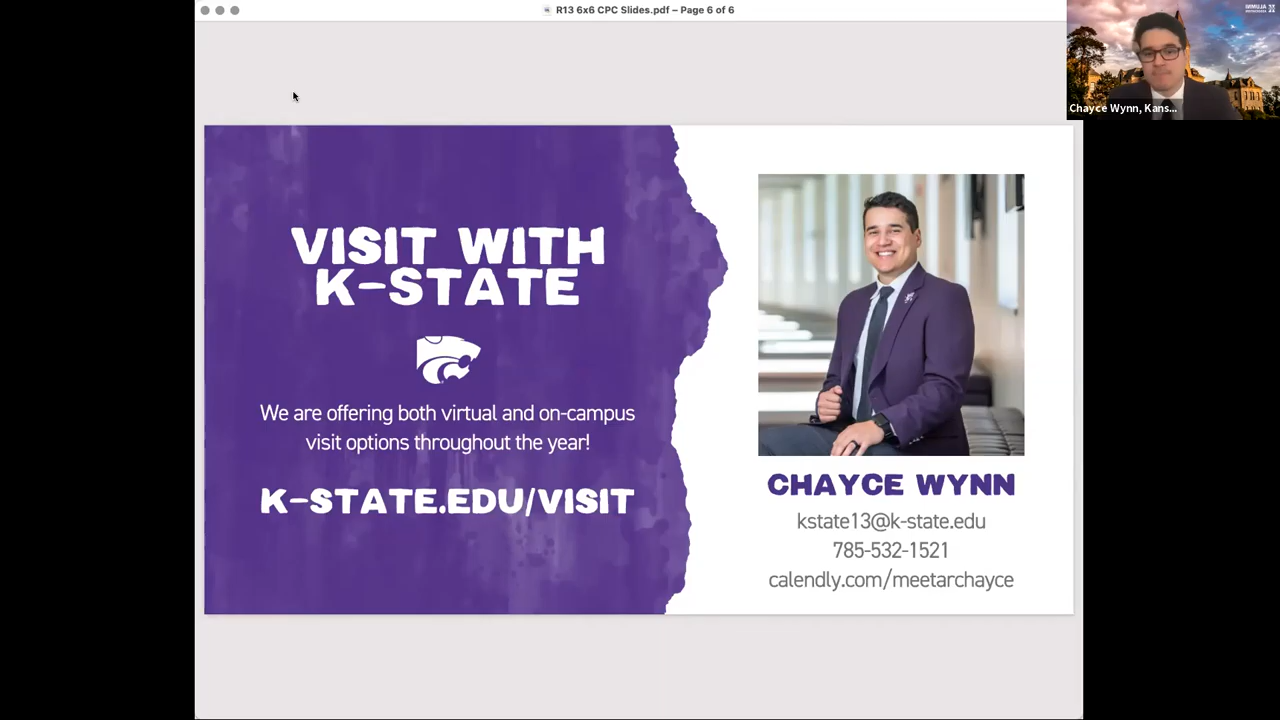 R13 6x6 CPC Slides.pdf – Page 6 of 6
Chayce Wynn, Kans...
VISIT WITH
K-STATE
We are offering both virtual and on-campus
visit options throughout the year!
K-STATE.EDU/VISIT
CHAYCE WYNN
kstate13@k-state.edu
785-532-1521
calendly.com/meetarchayce